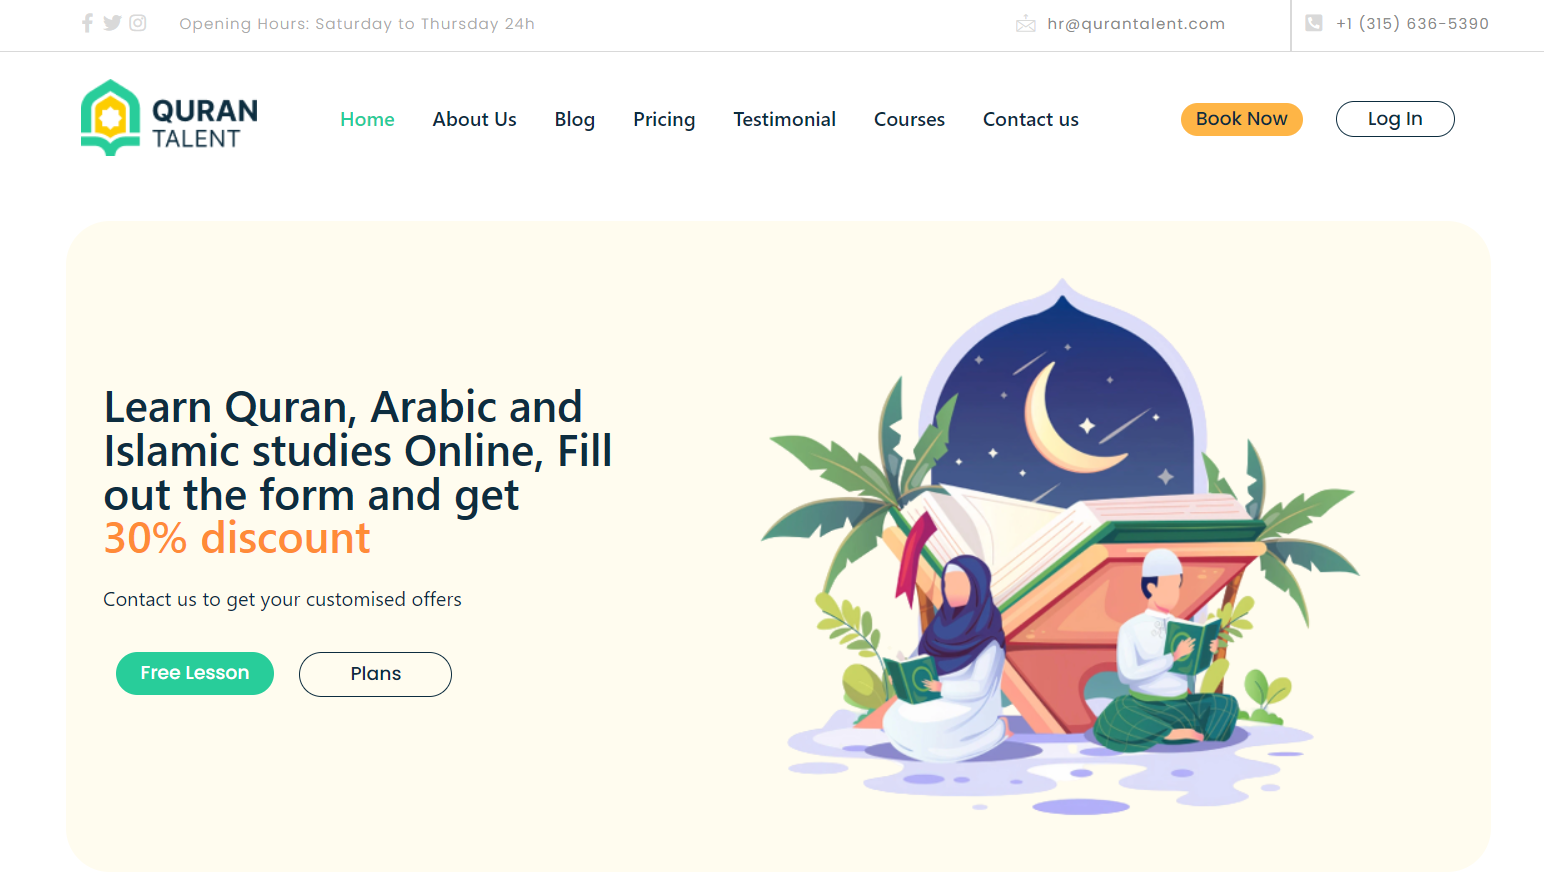 Opening Hours: Saturday to Thursday 24h
hr@qurantalent.com
+1 (315) 636-5390
QURAN
TALENT
Home
About Us
Blog
Pricing
Testimonial
Courses
Contact us
Book Now
Log In
Learn Quran, Arabic and
Islamic studies Online, Fill
out the form and get
30% discount
Contact us to get your customised offers
Free Lesson
Plans